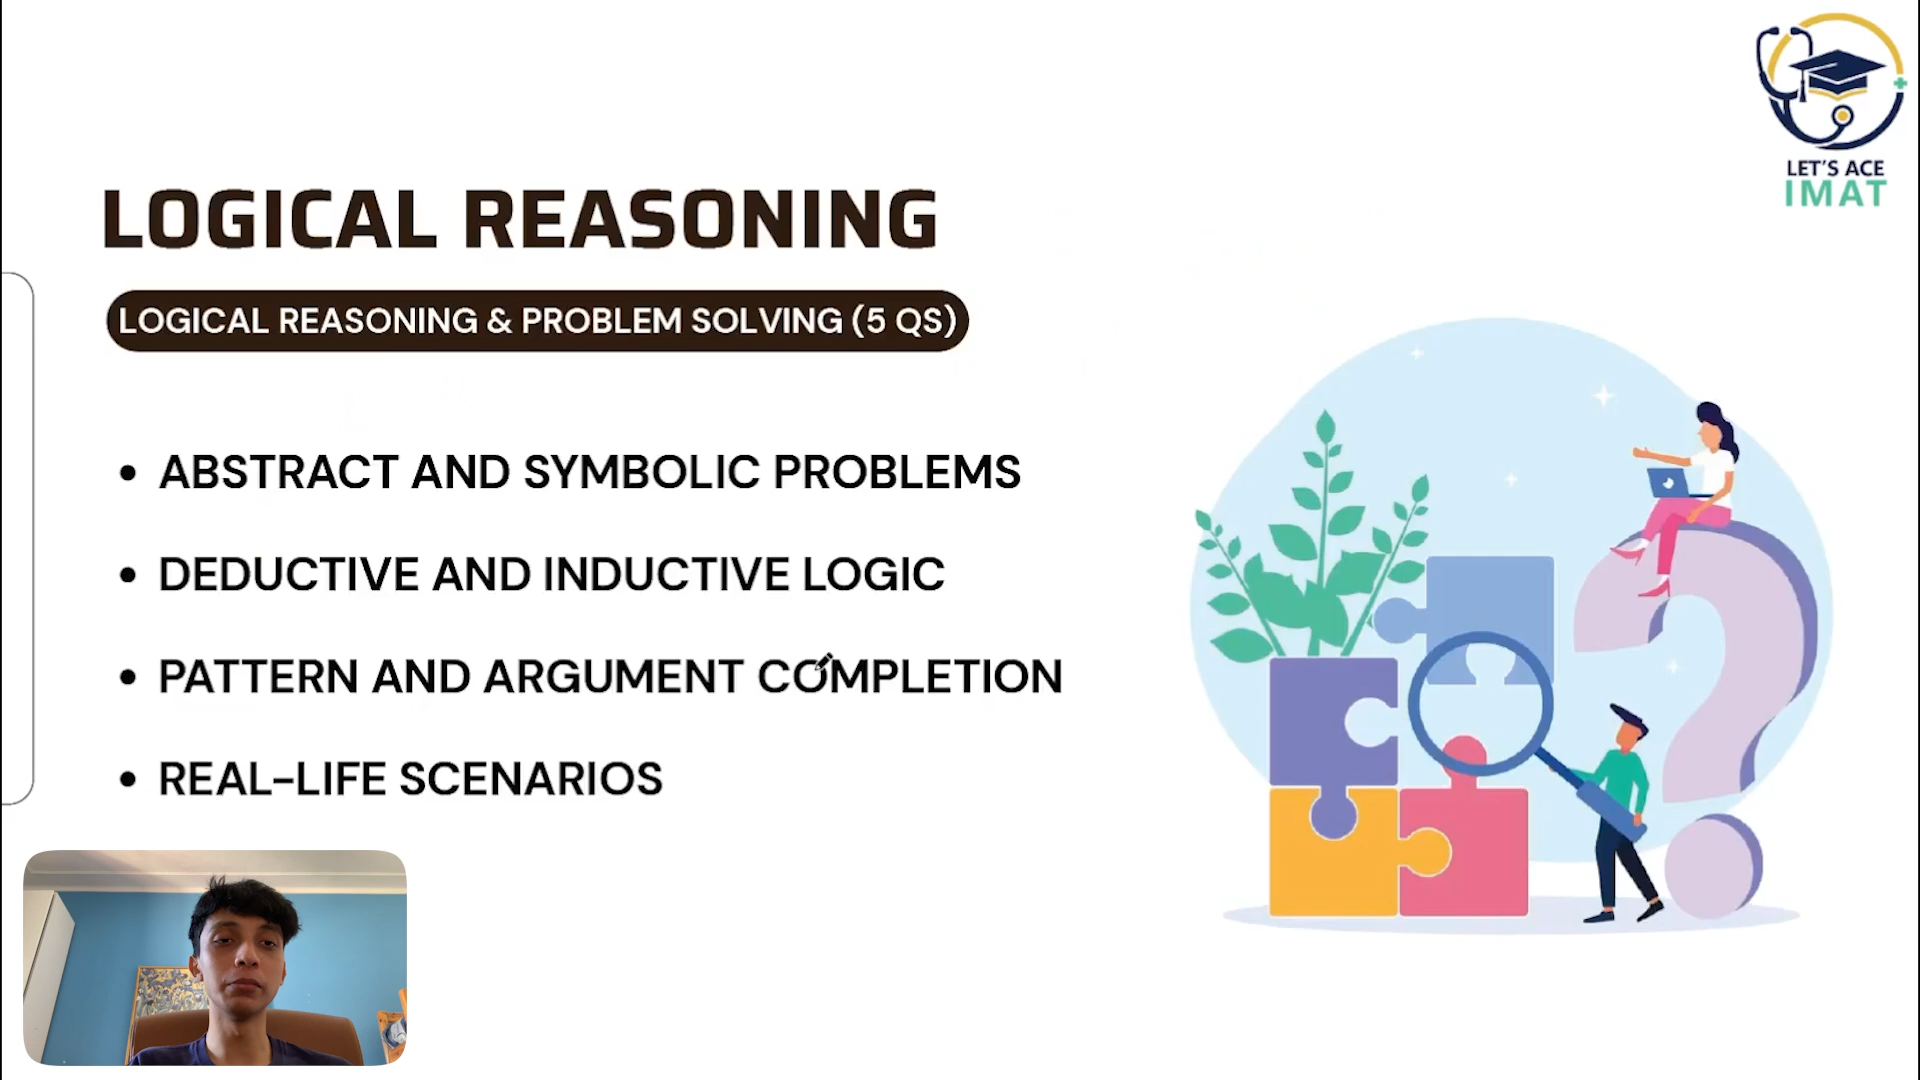 LET'S ACE
IMAT
LOGICAL REASONING
LOGICAL REASONING & PROBLEM SOLVING (5 QS)
• ABSTRACT AND SYMBOLIC PROBLEMS
• DEDUCTIVE AND INDUCTIVE LOGIC
• PATTERN AND ARGUMENT COMPLETION
• REAL-LIFE SCENARIOS